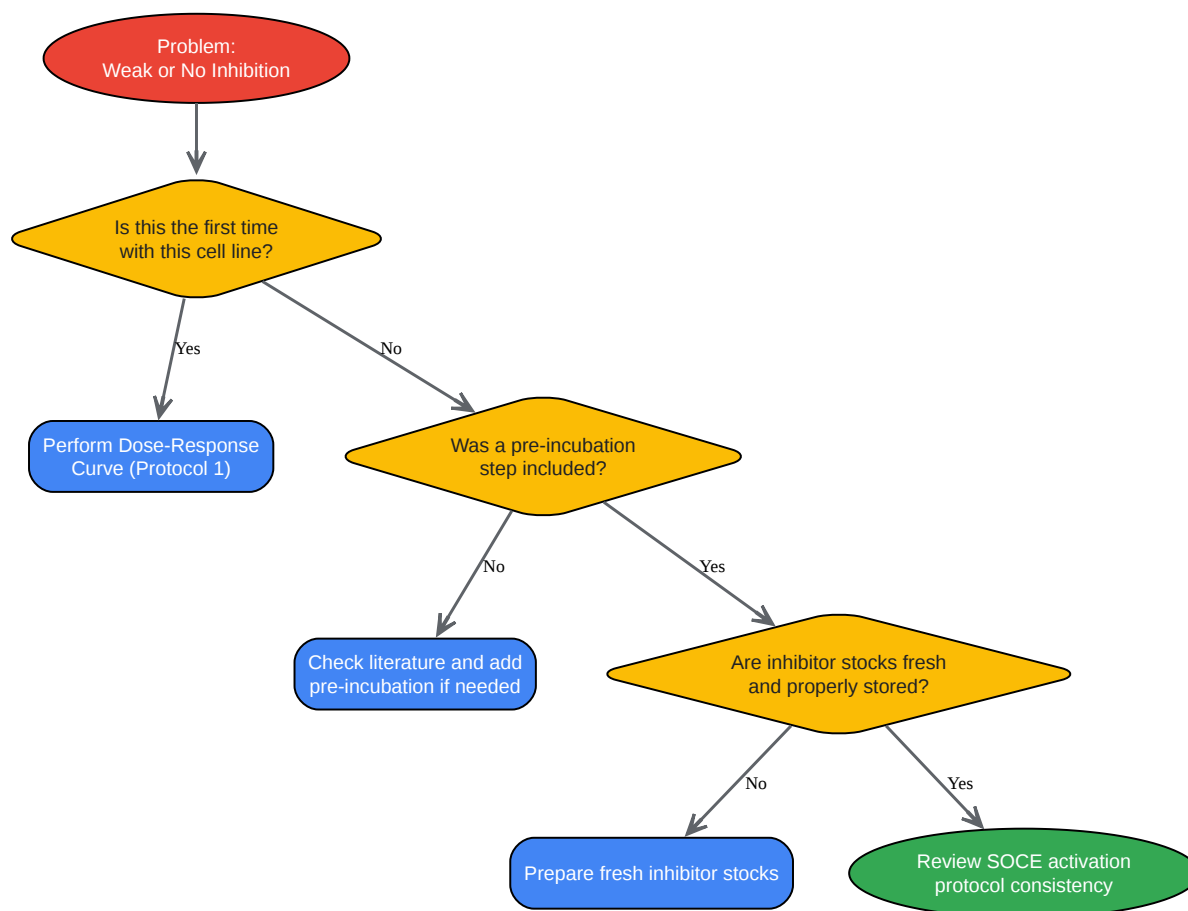 Problem:
Weak or No Inhibition
Is this the first time
with this cell line?
Yes
No
Perform Dose-Response
Curve (Protocol 1)
Was a pre-incubation
step included?
No
Yes
Check literature and add
pre-incubation if needed
Are inhibitor stocks fresh
and properly stored?
No
Yes
Prepare fresh inhibitor stocks
Review SOCE activation
protocol consistency